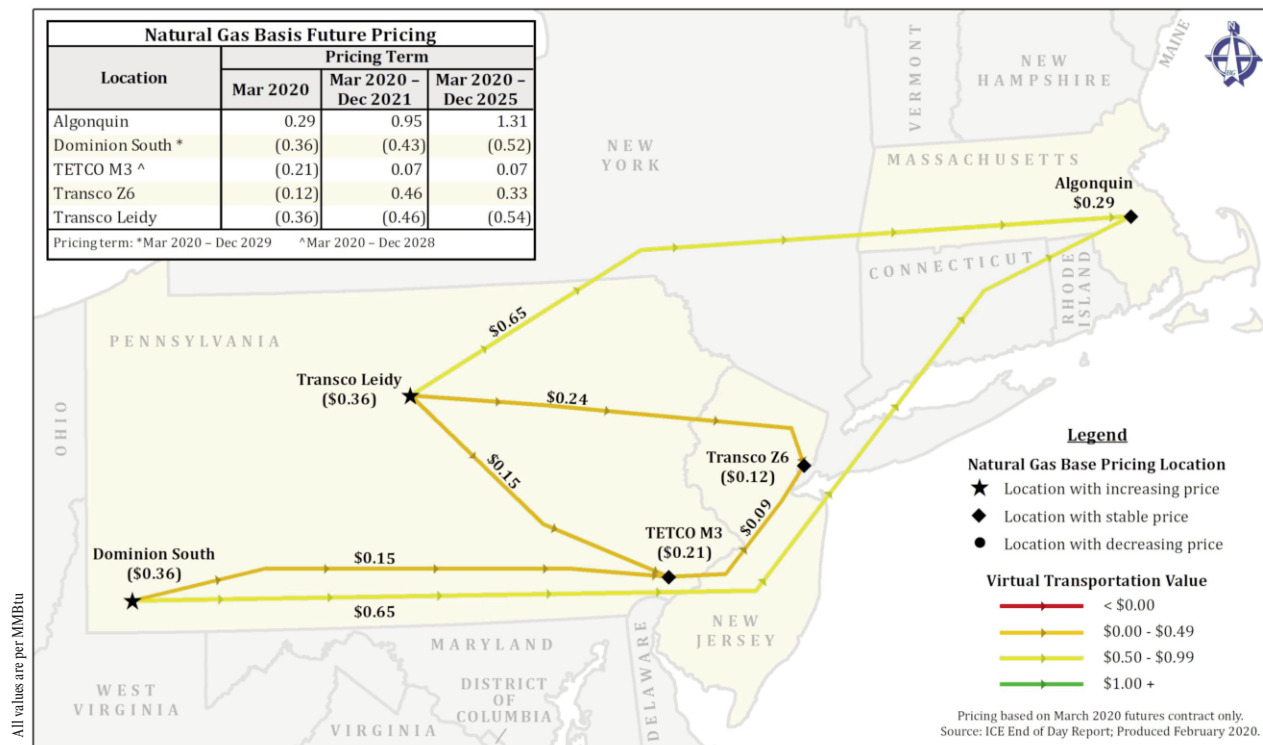 Natural Gas Basis Future Pricing
Location
Pricing Term
Mar 2020
Mar 2020 – Dec 2021
Mar 2020 – Dec 2025
Algonquin 0.29 0.95 1.31
Dominion South * (0.36) (0.43) (0.52)
TETCO M3 ^ (0.21) 0.07 0.07
Transco Z6 (0.12) 0.46 0.33
Transco Leidy (0.36) (0.46) (0.54)
Pricing term: *Mar 2020 – Dec 2029 ^Mar 2020 – Dec 2028
N
MAINE
VERMONT
NEW
HAMPSHIRE
NEW
YORK
MASSACHUSETTS
Algonquin
$0.29
CONNECTICUT
RHODE
ISLAND
PENNSYLVANIA
$0.65
Transco Leidy
($0.36)
$0.24
OHIO
$0.15
Transco Z6
($0.12)
$0.09
TETCO M3
($0.21)
Dominion South
($0.36)
$0.15
$0.65
NEW
JERSEY
MARYLAND
DELAWARE
WEST
VIRGINIA
DISTRICT
OF
COLUMBIA
VIRGINIA
All values are per MMBtu
Legend
Natural Gas Base Pricing Location
Location with increasing price
Location with stable price
Location with decreasing price
Virtual Transportation Value
< $0.00
$0.00 - $0.49
$0.50 - $0.99
$1.00 +
Pricing based on March 2020 futures contract only.
Source: ICE End of Day Report; Produced February 2020.